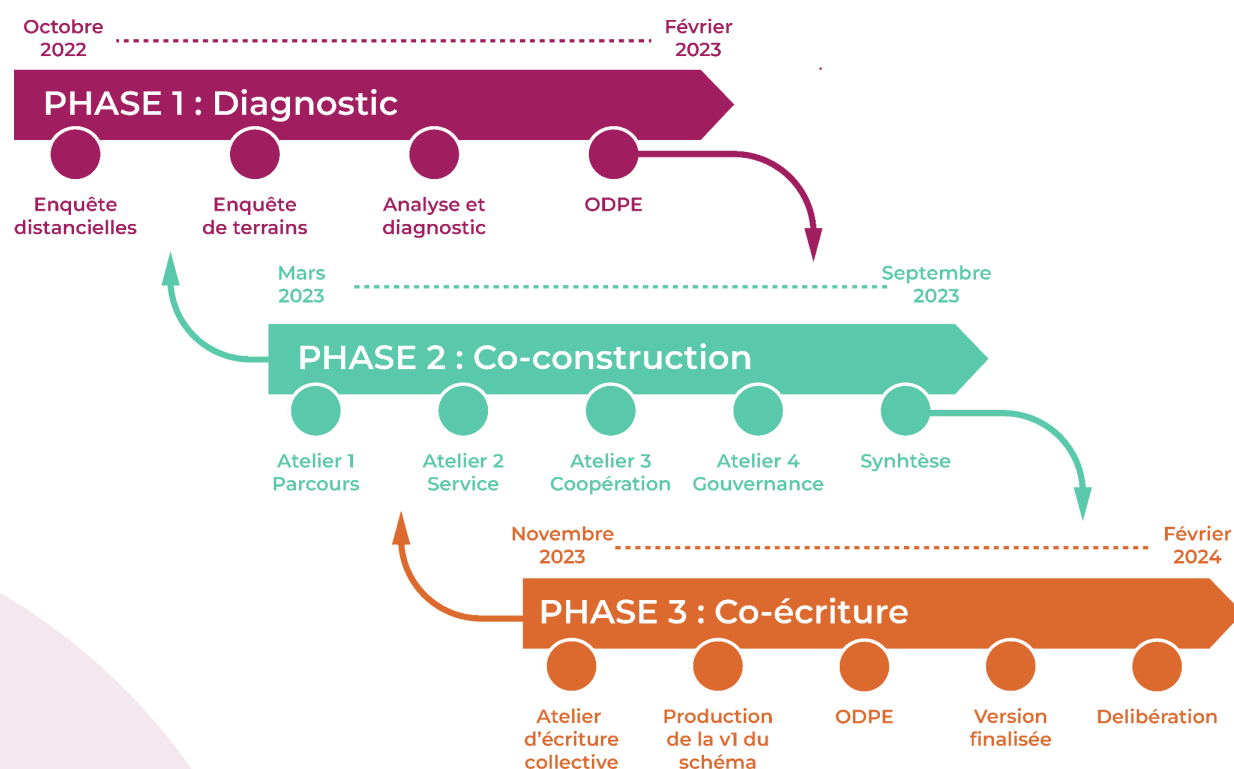 Octobre
2022
Février
2023
PHASE 1 : Diagnostic
Enquête
distancielles
Enquête
de terrains
Analyse et
diagnostic
ODPE
Mars
2023
Septembre
2023
PHASE 2 : Co-construction
Atelier 1
Parcours
Atelier 2
Service
Atelier 3
Coopération
Atelier 4
Gouvernance
Synhtèse
Novembre
2023
Février
2024
PHASE 3 : Co-écriture
Atelier
d'écriture
collective
Production
de la v1 du
schéma
ODPE
Version
finalisée
Delibération